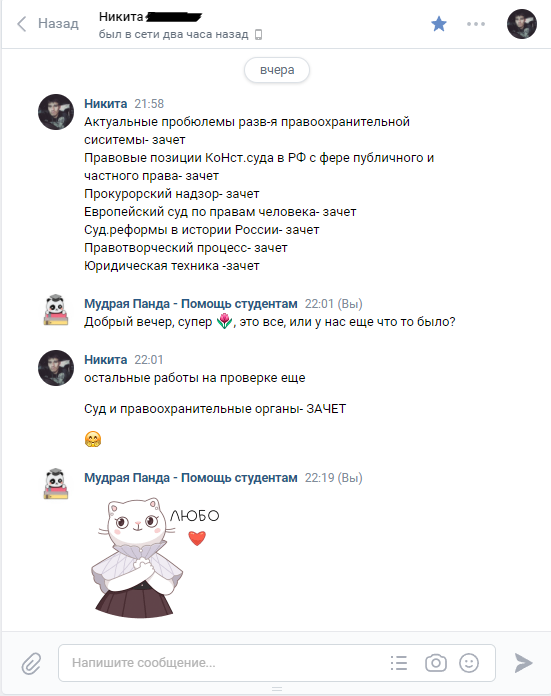 Назад
Никита
был в сети два часа назад
вчера
Никита 21:58
Актуальные пробюлемы разв-я правоохранительной
сиситемы- зачет
Правовые позиции КоНст.суда в РФ с фере публичного и
частного права- зачет
Прокурорский надзор- зачет
Европейский суд по правам человека- зачет
Суд.реформы в истории России- зачет
Правотворческий процесс- зачет
Юридическая техника -зачет
Мудрая Панда - Помощь студентам 22:01 (Вы)
Добрый вечер, супер 🌷, это все, или у нас еще что то было?
Никита 22:01
остальные работы на проверке еще
Суд и правоохранительные органы- ЗАЧЕТ
🤗
Мудрая Панда - Помощь студентам 22:19 (Вы)
ЛЮБО
Напишите сообщение...